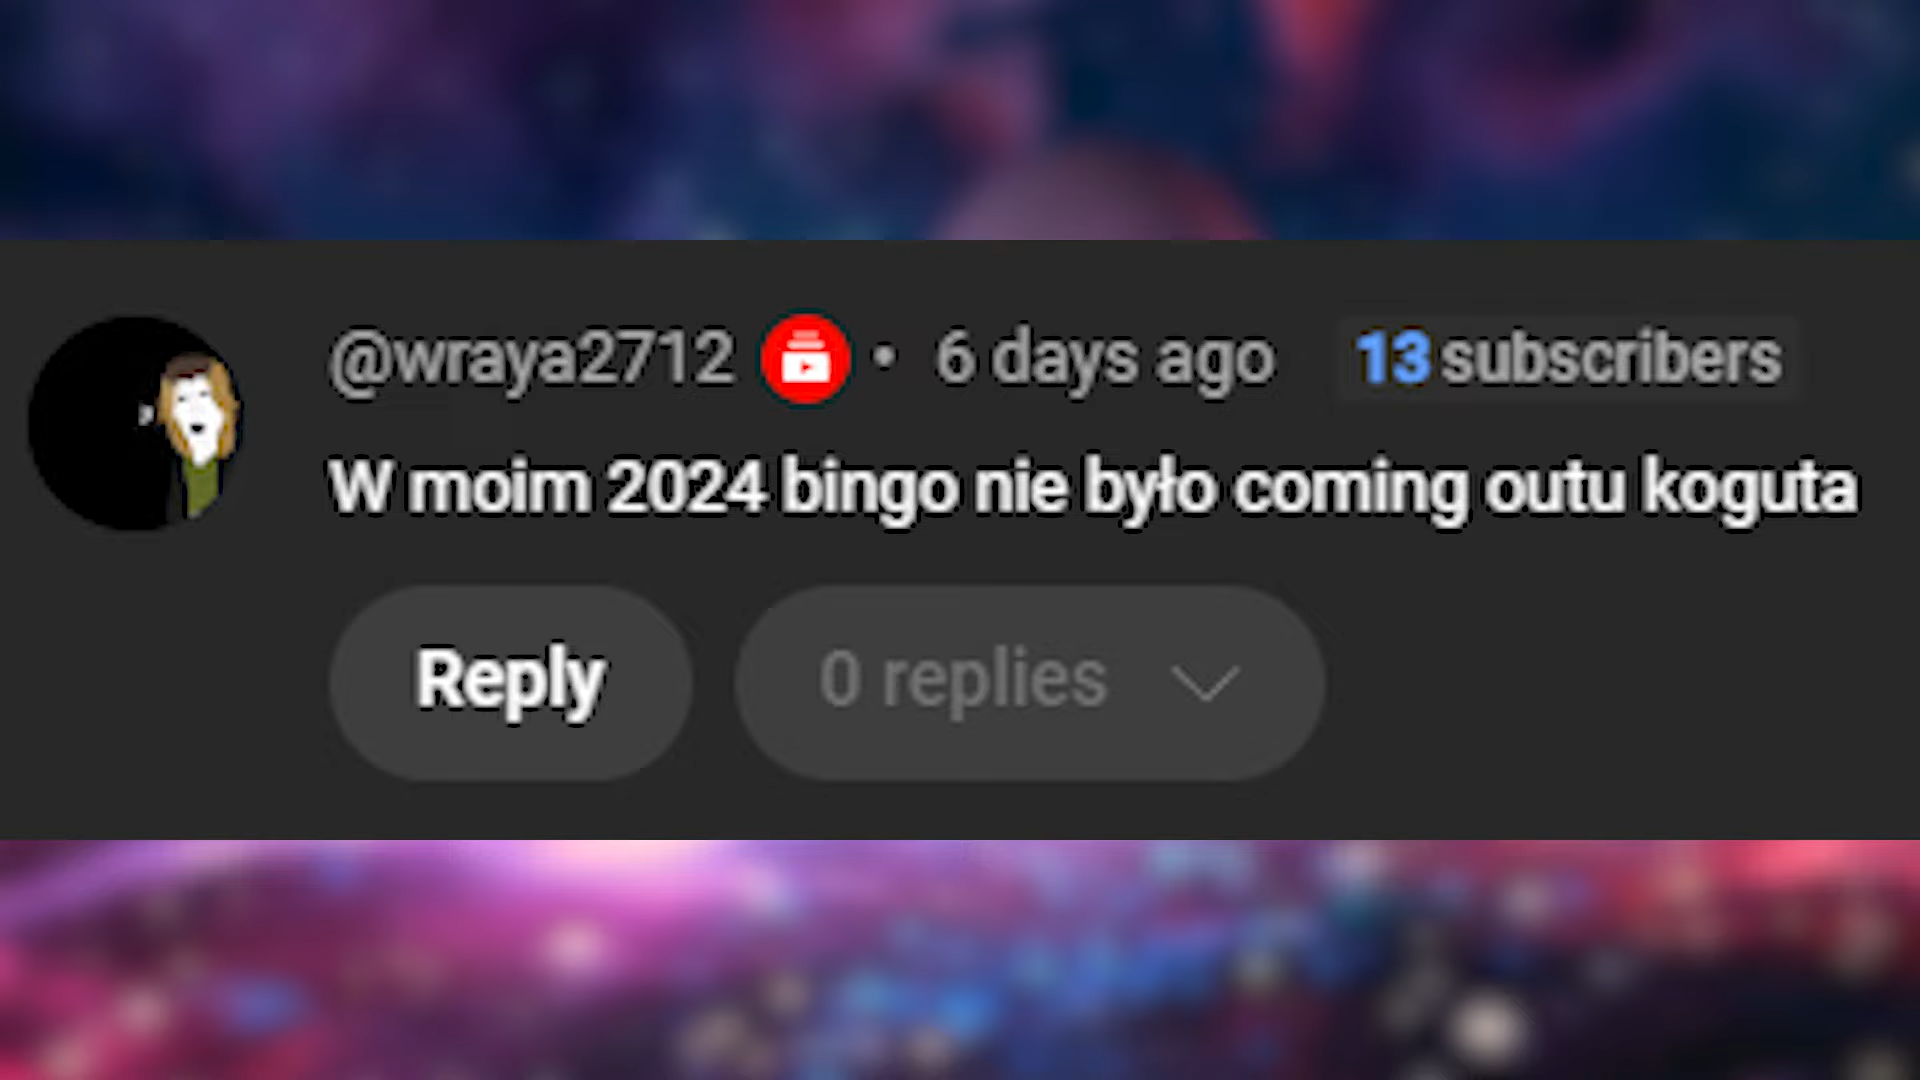 @wraya2712 • 6 days ago 13 subscribers
W moim 2024 bingo nie było coming outu koguta
Reply 0 replies